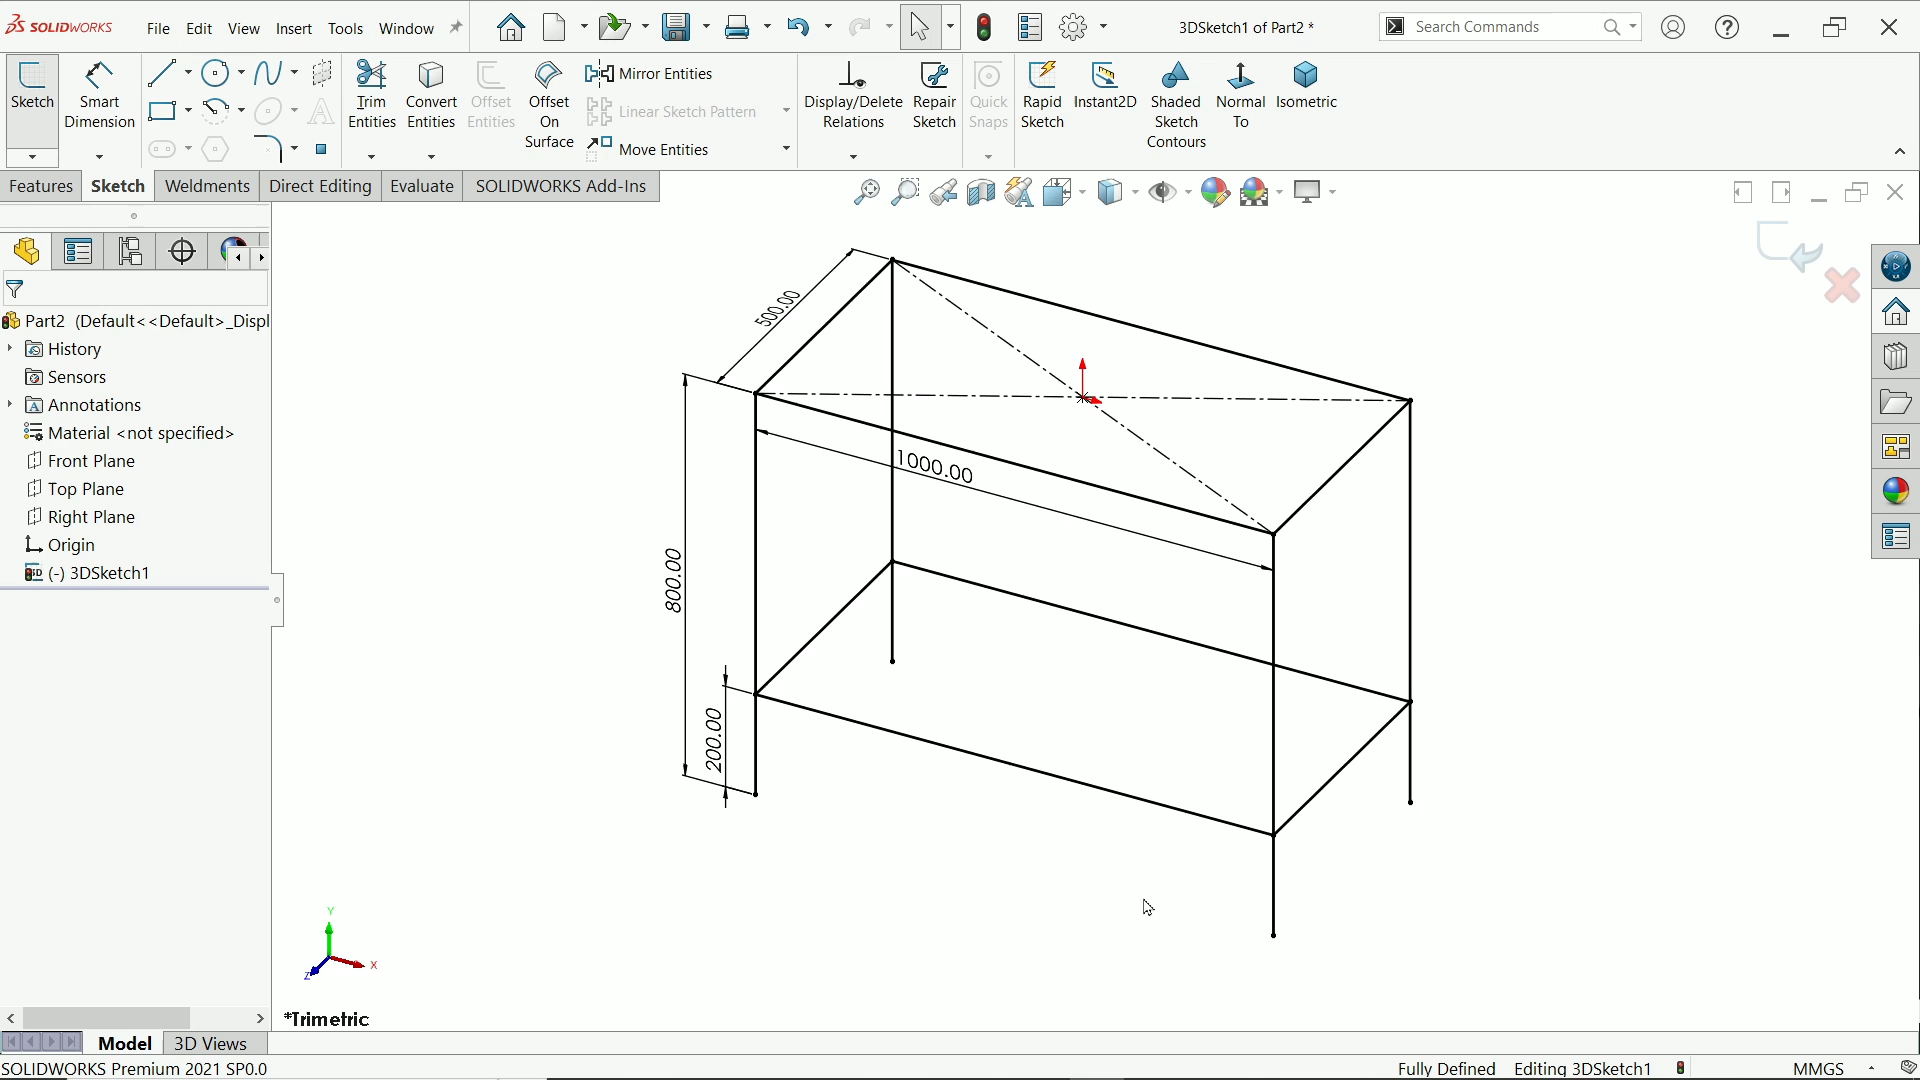 SOLIDWORKS File Edit View Insert Tools Window 3DSketch1 of Part2 * Search Commands
Sketch Smart Dimension
Trim Entities Convert Entities Offset Entities Offset On Surface
Mirror Entities
Linear Sketch Pattern
Move Entities
Display/Delete Relations Repair Sketch Quick Snaps Rapid Sketch Instant2D Shaded Sketch Contours Normal To Isometric
Features Sketch Weldments Direct Editing Evaluate SOLIDWORKS Add-Ins
Part2 (Default<<Default>_Displ
History
Sensors
Annotations
Material <not specified>
Front Plane
Top Plane
Right Plane
Origin
(-) 3DSketch1
500.00
1000.00
800.00
200.00
Y
X
Z
*Trimetric
Model 3D Views
SOLIDWORKS Premium 2021 SP0.0 Fully Defined Editing 3DSketch1 MMGS